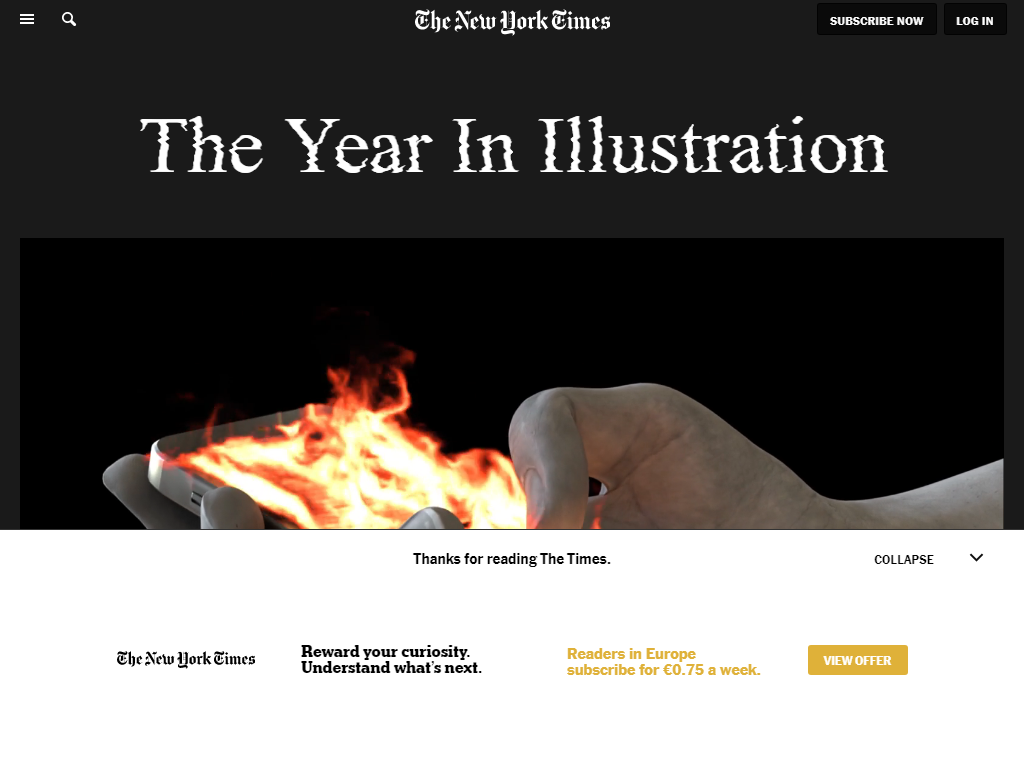 The New York Times
SUBSCRIBE NOW
LOG IN
The Year In Illustration
Thanks for reading The Times.
COLLAPSE
The New York Times
Reward your curiosity.
Understand what's next.
Readers in Europe
subscribe for €0.75 a week.
VIEW OFFER